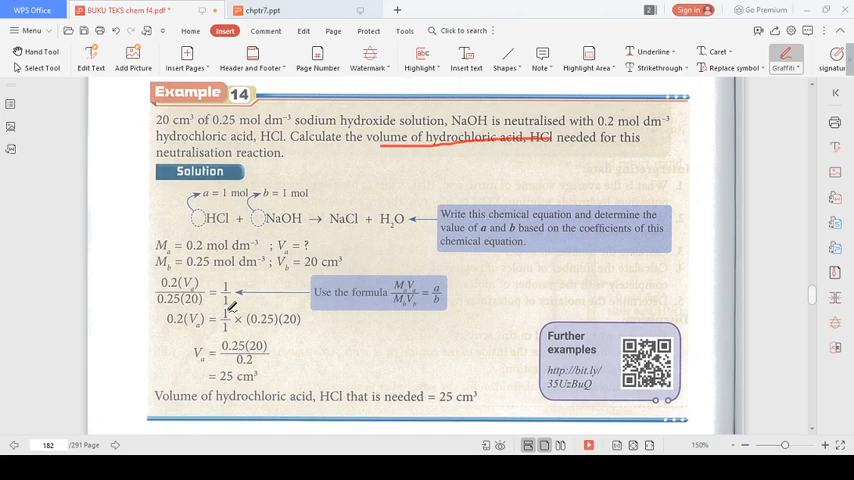 WPS Office
BUKU TEKS chem f4.pdf *
chptr7.ppt
2
Sign in
Go Premium
Menu
Home
Insert
Edit
Comment
Page
Protect
Tools
Click to search
Hand Tool
Select Tool
Edit Text
Add Picture
Insert Pages
Header and Footer
Page Number
Watermark
Highlight
Insert text
Shapes
Note
Highlight Area
Underline
Strikethrough
Caret
Replace symbol
Graffiti
signatur
Example 14
20 cm³ of 0.25 mol dm⁻³ sodium hydroxide solution, NaOH is neutralised with 0.2 mol dm⁻³
hydrochloric acid, HCl. Calculate the volume of hydrochloric acid, HCl needed for this
neutralisation reaction.
Solution
a = 1 mol b = 1 mol
HCl + NaOH → NaCl + H₂O
Write this chemical equation and determine the
value of a and b based on the coefficients of this
chemical equation.
Mₐ = 0.2 mol dm⁻³ ; Vₐ = ?
M_b = 0.25 mol dm⁻³ ; V_b = 20 cm³
0.2(Vₐ)/0.25(20) = 1/1
Use the formula MₐVₐ/M_bV_b = a/b
0.2(Vₐ) = 1/1 × (0.25)(20)
Vₐ = 0.25(20)/0.2
= 25 cm³
Volume of hydrochloric acid, HCl that is needed = 25 cm³
Further
examples
http://bit.ly/
35UzBuQ
182
/291 Page
150%